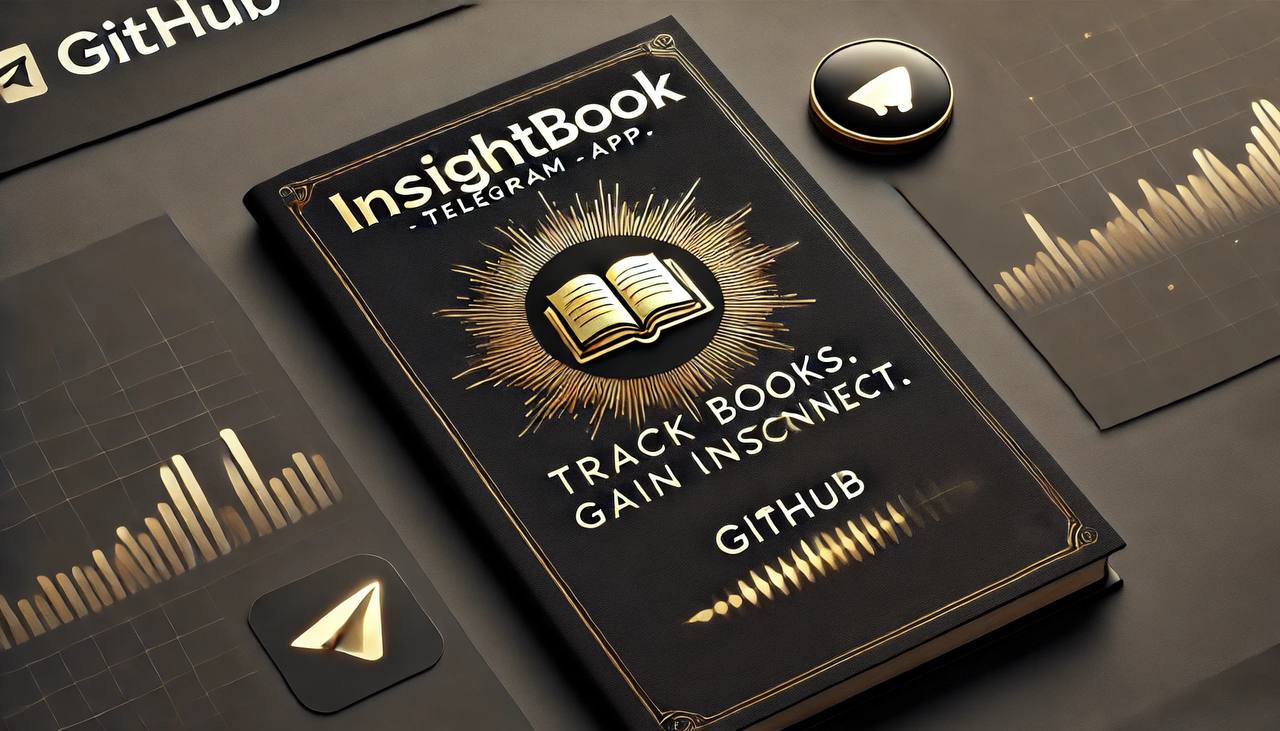 GitHub
InsightBook
- TELEGRAM - APP.
TRACK BOOKS.
GAIN INSCNNECT.
GITHUB